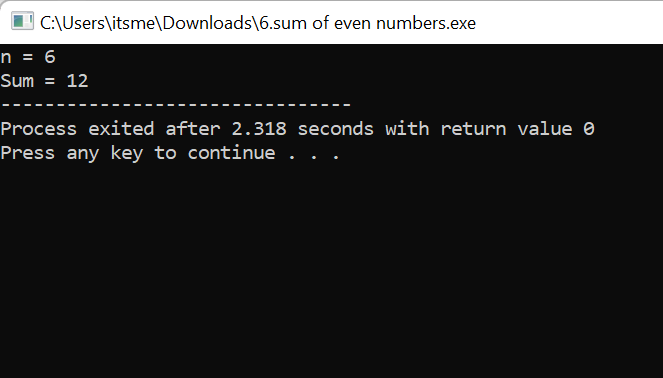 C:\Users\itsme\Downloads\6.sum of even numbers.exe
n = 6
Sum = 12
--------------------------------
Process exited after 2.318 seconds with return value 0
Press any key to continue . . .